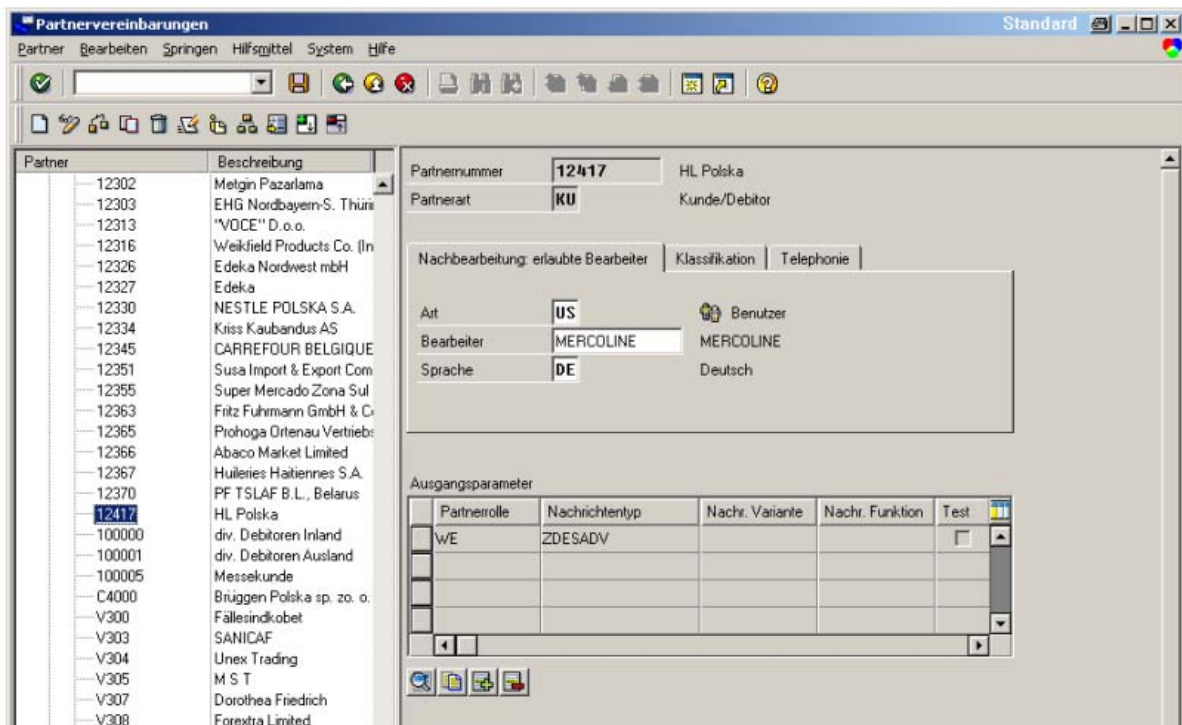 Partnervereinbarungen
Standard
Partner Bearbeiten Springen Hilfsmittel System Hilfe
Partner Beschreibung
12302 Metgin Pazarlama
12303 EHG Nordbayern-S. Thüri
12313 "VOCE" D.o.o.
12316 Weikfield Products Co. (In
12326 Edeka Nordwest mbH
12327 Edeka
12330 NESTLE POLSKA S.A.
12334 Kriss Kaubandus AS
12345 CARREFOUR BELGIQUE
12351 Susa Import & Export Com
12355 Super Mercado Zona Sul
12363 Fritz Fuhrmann GmbH & C
12365 Prohoga Ortenau Vertriebs
12366 Abaco Market Limited
12367 Huileries Haitiennes S.A.
12370 PF TSLAF B.L., Belarus
12417 HL Polska
100000 div. Debitoren Inland
100001 div. Debitoren Ausland
100005 Messekunde
C4000 Brüggen Polska sp. zo. o.
V300 Fällesindkobet
V303 SANICAF
V304 Unex Trading
V305 M S T
V307 Dorothea Friedrich
V308 Forextra Limited
Partnernummer 12417 HL Polska
Partnerart KU Kunde/Debitor
Nachbearbeitung: erlaubte Bearbeiter Klassifikation Telephonie
Art US Benutzer
Bearbeiter MERCOLINE MERCOLINE
Sprache DE Deutsch
Ausgangsparameter
Partnerrolle Nachrichtentyp Nachr. Variante Nachr. Funktion Test
WE ZDESADV